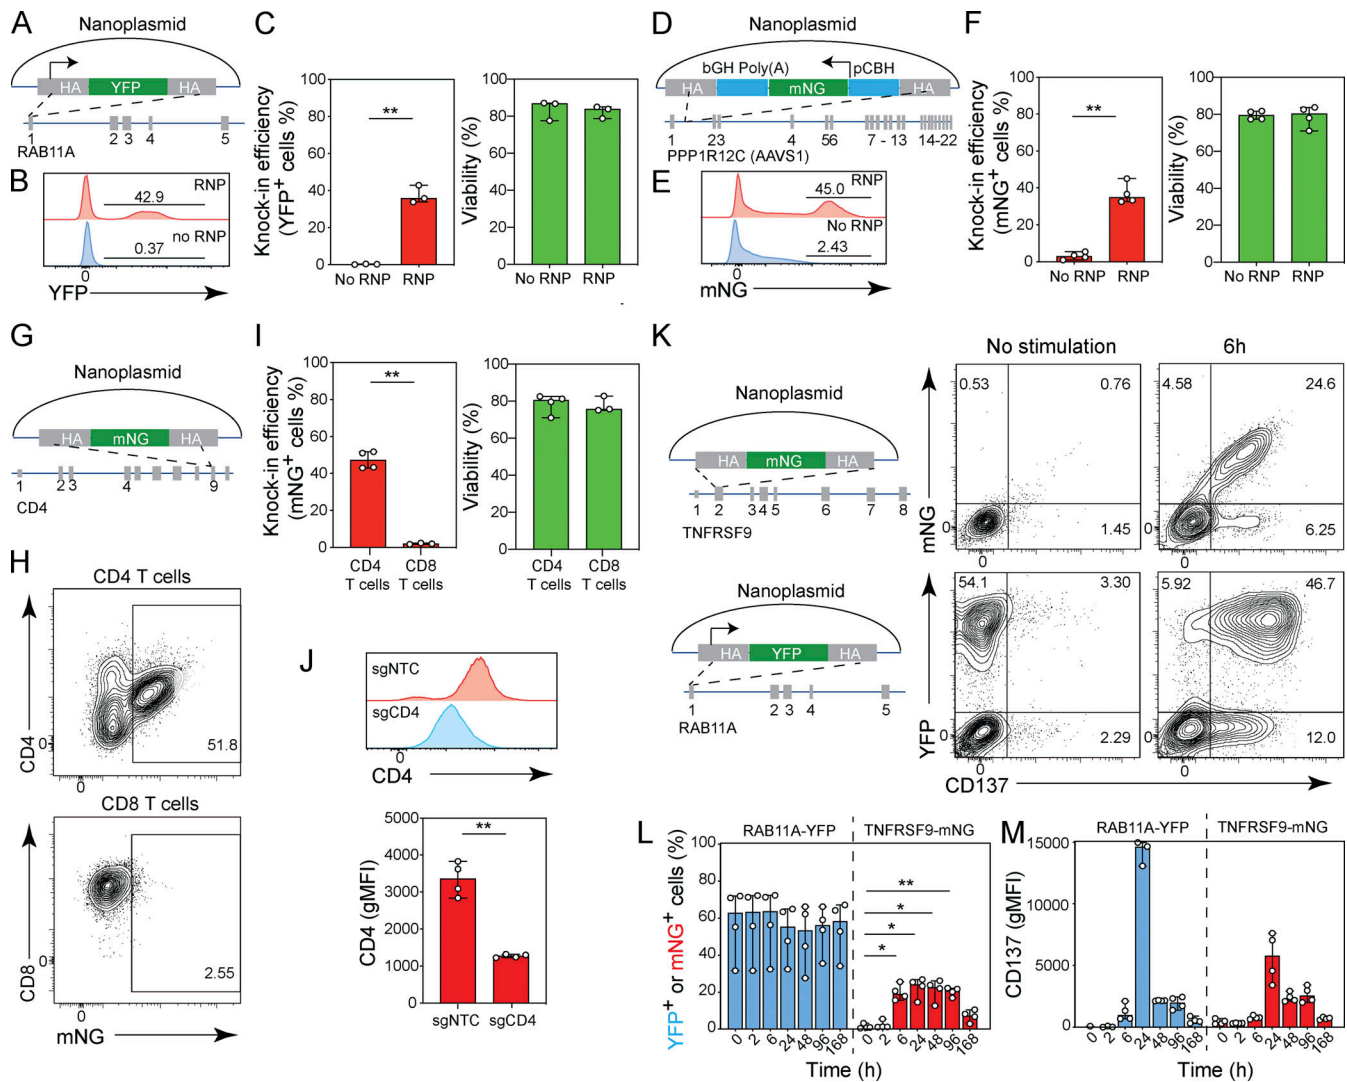 A
Nanoplasmid
HA
YFP
HA
1
2 3 4
5
RAB11A
B
RNP
42.9
no RNP
0.37
0
YFP
C
Knock-in efficiency
(YFP+ cells %)
100
80
60
40
20
0
**
No RNP
RNP
Viability (%)
100
80
60
40
20
0
No RNP
RNP
D
Nanoplasmid
bGH Poly(A)
pCBH
HA
mNG
HA
1
23
4
56
7 - 13
14-22
PPP1R12C (AAVS1)
E
RNP
45.0
No RNP
2.43
0
mNG
F
Knock-in efficiency
(mNG+ cells %)
100
80
60
40
20
0
**
No RNP
RNP
Viability (%)
100
80
60
40
20
0
No RNP
RNP
G
Nanoplasmid
HA
mNG
HA
1
23
4
9
CD4
H
CD4 T cells
CD4
0
51.8
CD8 T cells
CD8
0
2.55
0
mNG
I
Knock-in efficiency
(mNG+ cells %)
100
80
60
40
20
0
**
CD4
T cells
CD8
T cells
Viability (%)
100
80
60
40
20
0
CD4
T cells
CD8
T cells
J
sgNTC
sgCD4
0
CD4
CD4 (gMFI)
5000
4000
3000
2000
1000
0
**
sgNTC
sgCD4
K
Nanoplasmid
HA
mNG
HA
1
2
3 4 5
6
7
8
TNFRSF9
Nanoplasmid
HA
YFP
HA
1
2 3 4
5
RAB11A
No stimulation
6h
mNG
0.53
0.76
1.45
0
0
4.58
24.6
6.25
0
0
YFP
54.1
3.30
2.29
0
0
5.92
46.7
12.0
0
0
CD137
L
RAB11A-YFP
TNFRSF9-mNG
YFP+ or mNG+ cells (%)
100
80
60
40
20
0
**
*
*
*
0 2 6 24 48 96 168
0 2 6 24 48 96 168
Time (h)
M
RAB11A-YFP
TNFRSF9-mNG
CD137 (gMFI)
15000
10000
5000
0
0 2 6 24 48 96 168
0 2 6 24 48 96 168
Time (h)